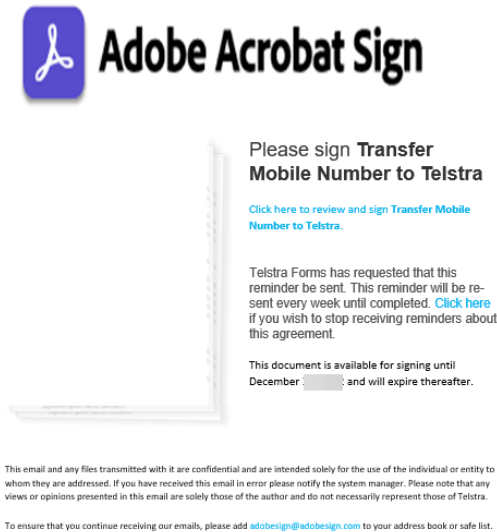 Adobe Acrobat Sign
Please sign Transfer
Mobile Number to Telstra
Click here to review and sign Transfer Mobile
Number to Telstra.
Telstra Forms has requested that this
reminder be sent. This reminder will be re-
sent every week until completed. Click here
if you wish to stop receiving reminders about
this agreement.
This document is available for signing until
December and will expire thereafter.
This email and any files transmitted with it are confidential and are intended solely for the use of the individual or entity to
whom they are addressed. If you have received this email in error please notify the system manager. Please note that any
views or opinions presented in this email are solely those of the author and do not necessarily represent those of Telstra.
To ensure that you continue receiving our emails, please add adobesign@adobesign.com to your address book or safe list.